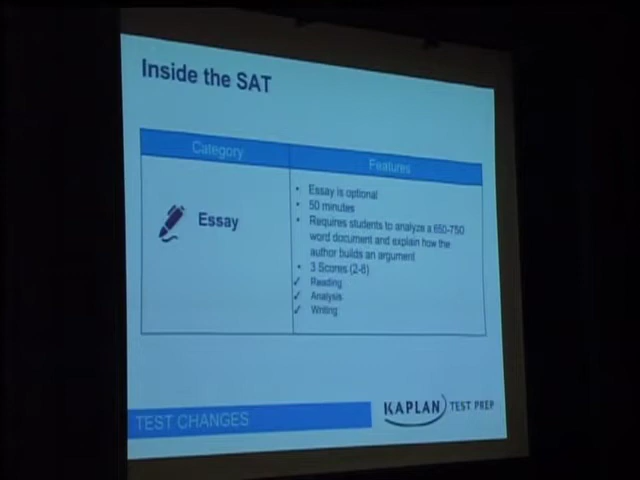 Inside the SAT
Category
Features
Essay
• Essay is optional
• 50 minutes
• Requires students to analyze a 650-750
word document and explain how the
author builds an argument
• 3 Scores (2-8)
✓ Reading
✓ Analysis
✓ Writing
TEST CHANGES
KAPLAN TEST PREP